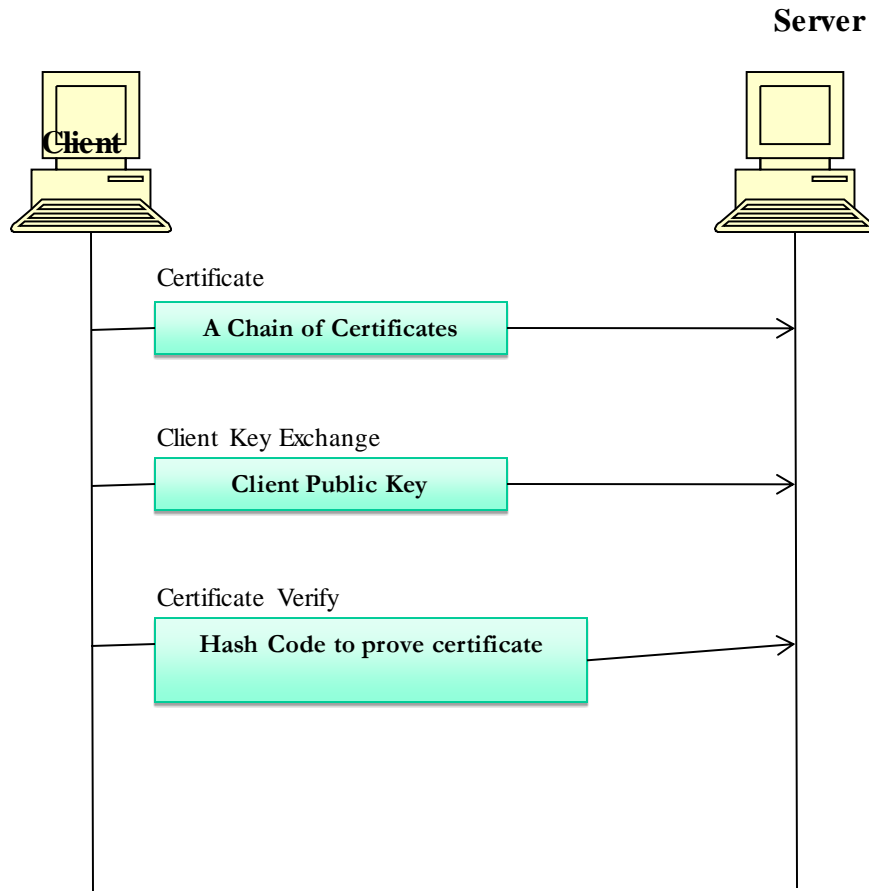 Server
Client
Certificate
A Chain of Certificates
Client Key Exchange
Client Public Key
Certificate Verify
Hash Code to prove certificate